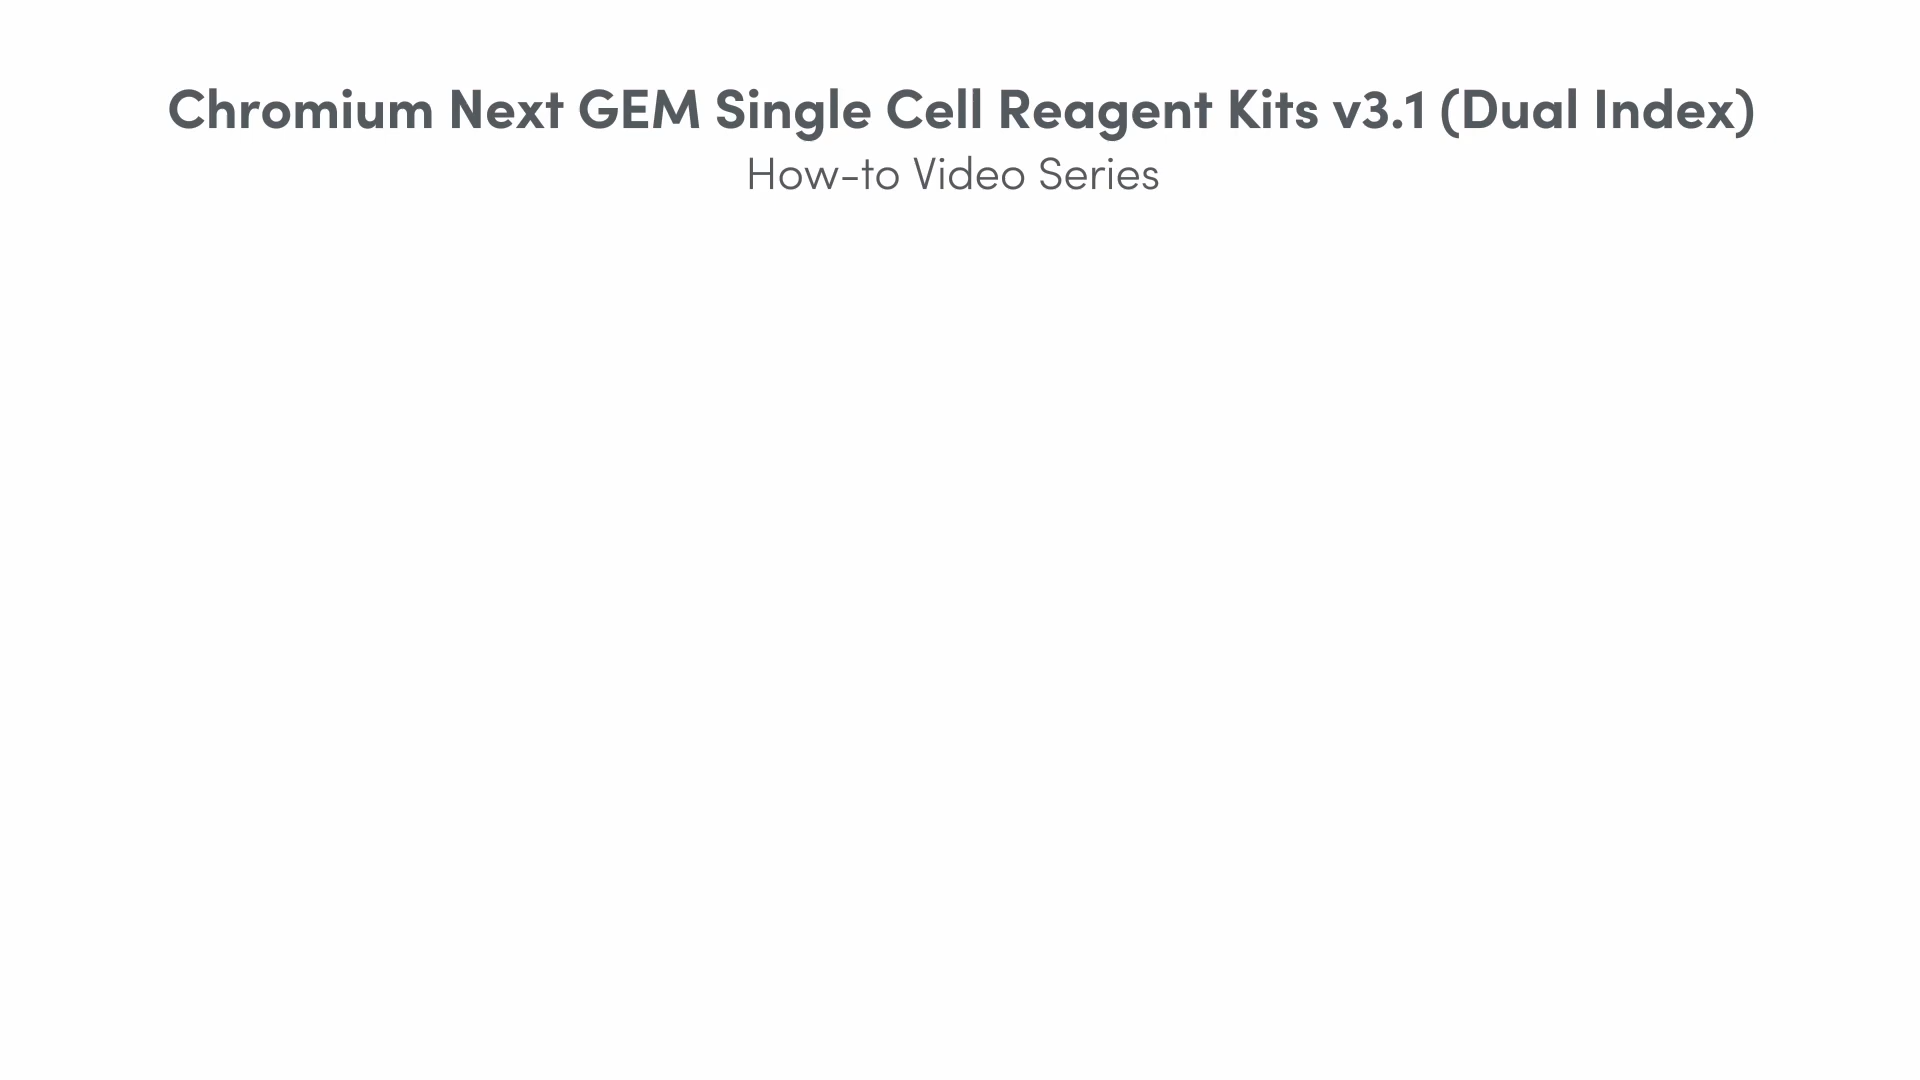 Chromium Next GEM Single Cell Reagent Kits v3.1 (Dual Index)
How-to Video Series